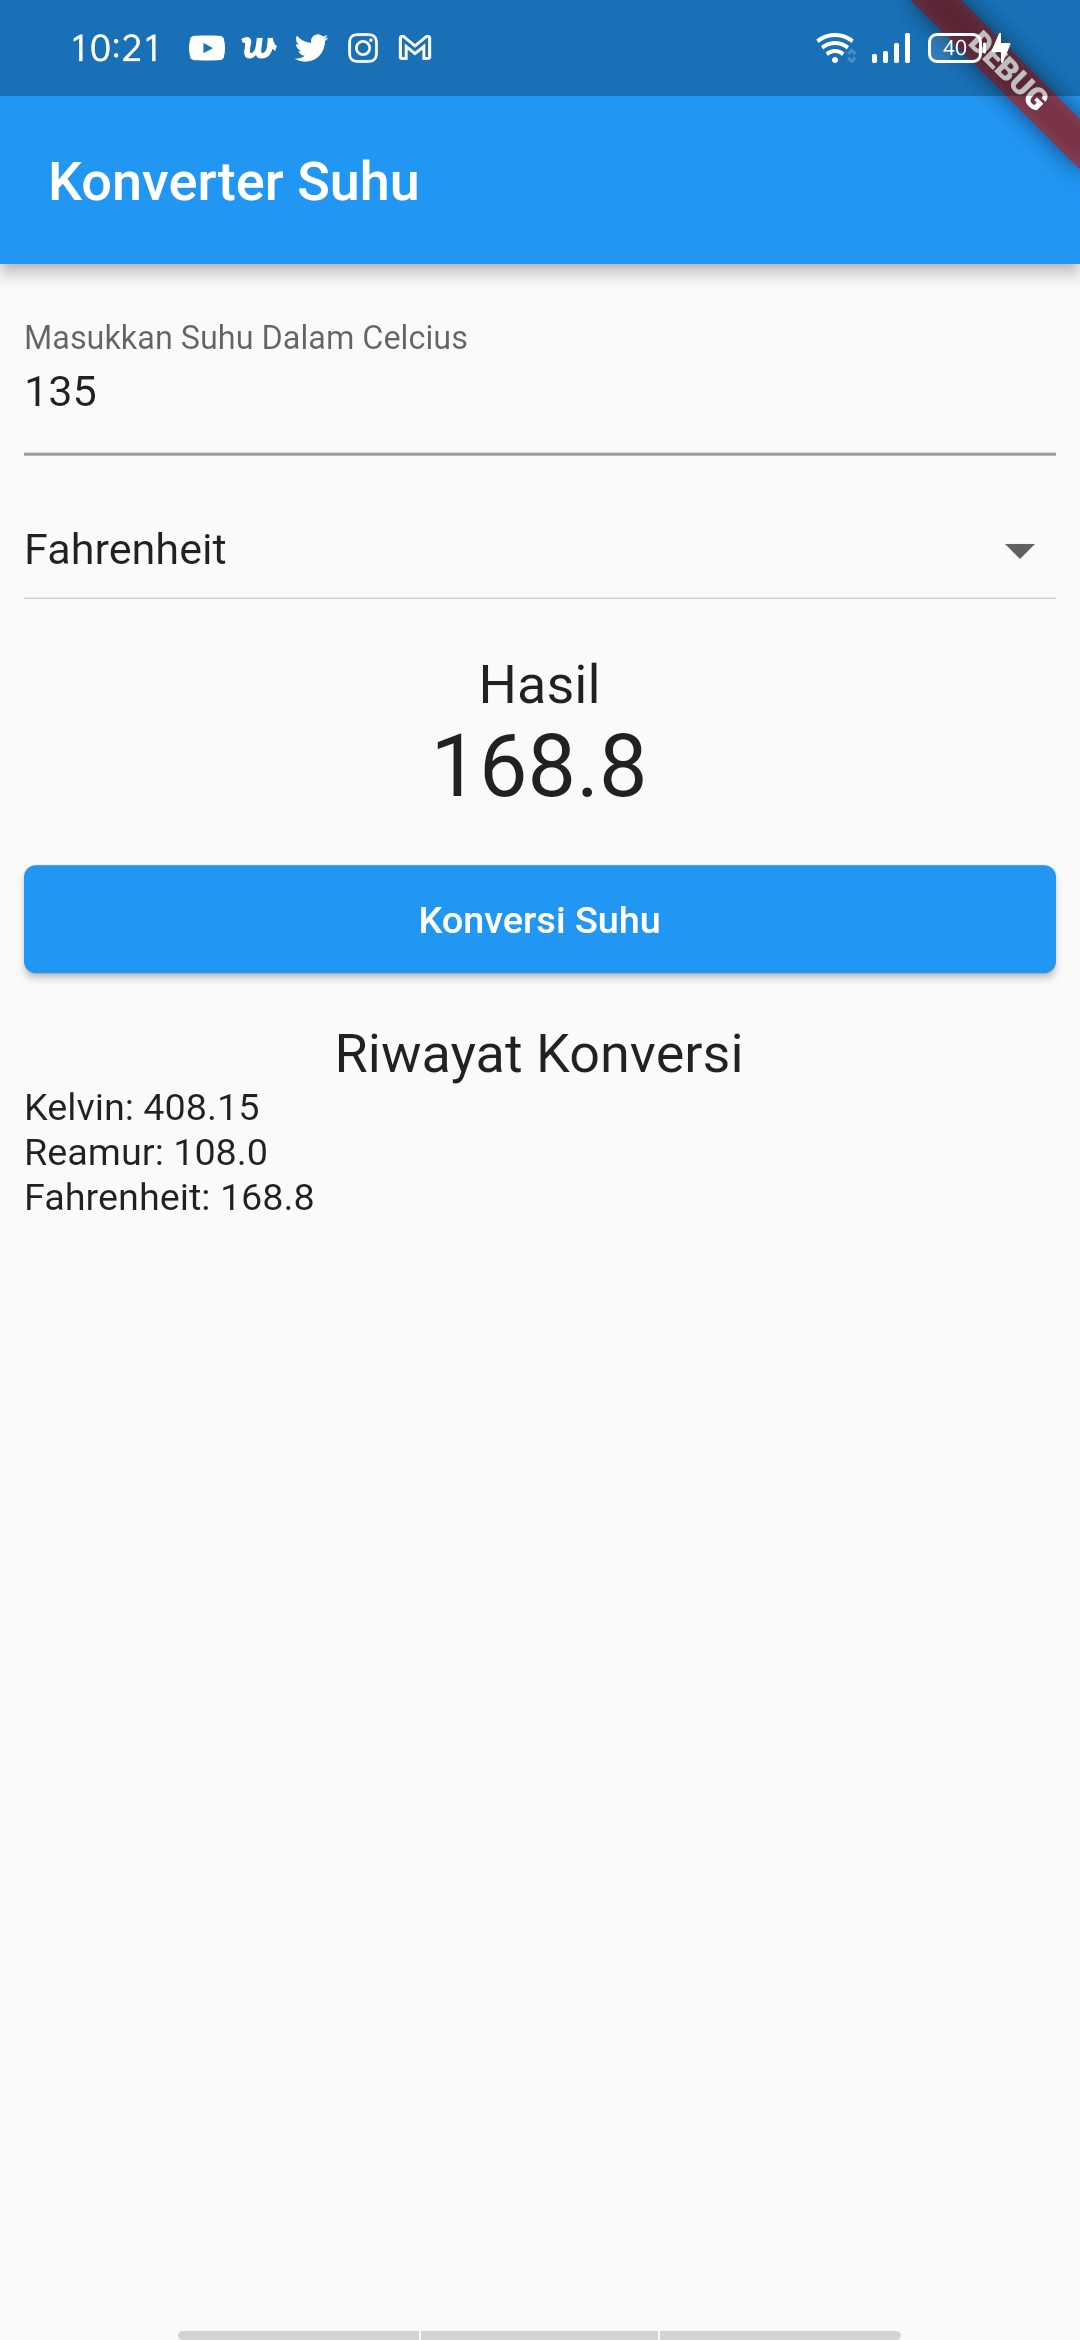 10:21
40
DEBUG
Konverter Suhu
Masukkan Suhu Dalam Celcius
135
Fahrenheit
Hasil
168.8
Konversi Suhu
Riwayat Konversi
Kelvin: 408.15
Reamur: 108.0
Fahrenheit: 168.8